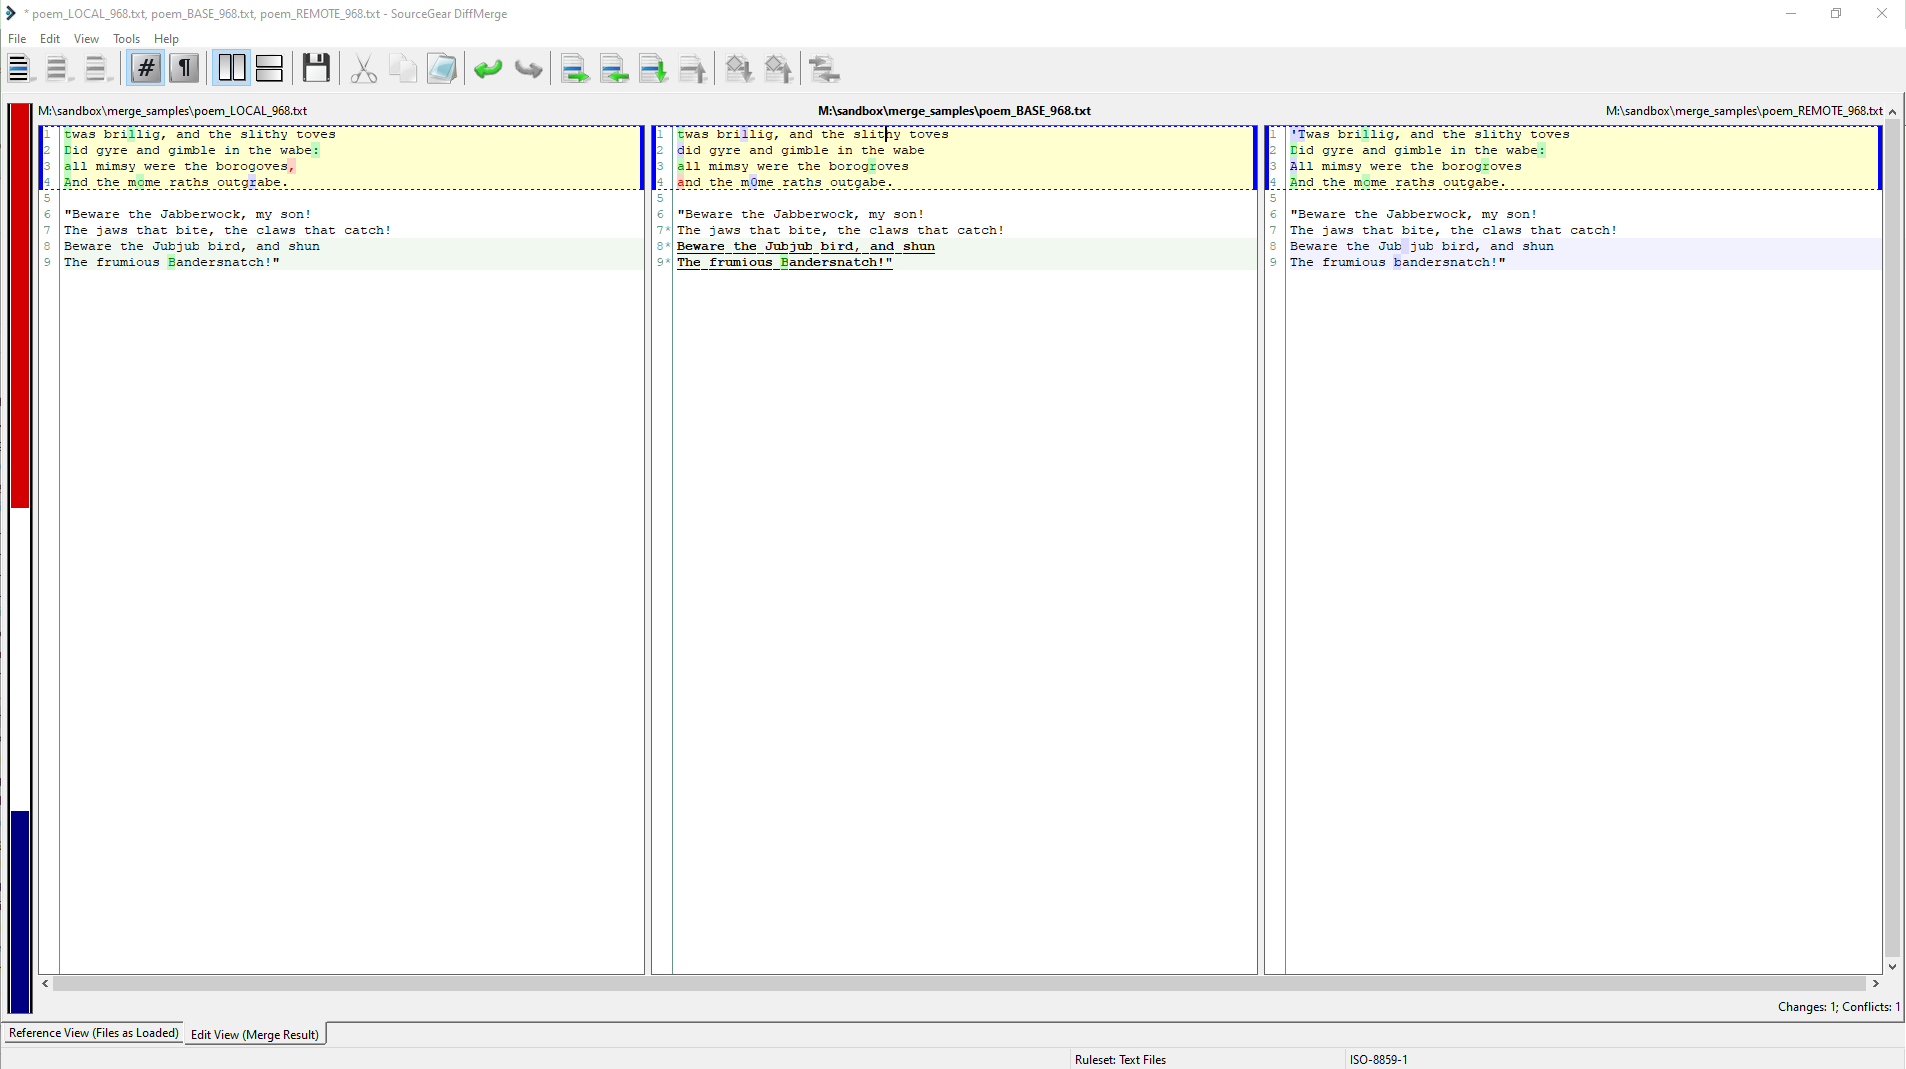 * poem_LOCAL_968.txt, poem_BASE_968.txt, poem_REMOTE_968.txt - SourceGear DiffMerge
File Edit View Tools Help
# ¶
M:\sandbox\merge_samples\poem_LOCAL_968.txt
1 twas brillig, and the slithy toves
2 Did gyre and gimble in the wabe:
3 all mimsy were the borogoves,
4 And the mome raths outgrabe.
5
6 "Beware the Jabberwock, my son!
7 The jaws that bite, the claws that catch!
8 Beware the Jubjub bird, and shun
9 The frumious Bandersnatch!"
M:\sandbox\merge_samples\poem_BASE_968.txt
1 twas brillig, and the slithy toves
2 did gyre and gimble in the wabe
3 all mimsy were the borogroves
4 and the m0me raths outgabe.
5
6 "Beware the Jabberwock, my son!
7* The jaws that bite, the claws that catch!
8* Beware the Jubjub bird, and shun
9* The frumious Bandersnatch!"
M:\sandbox\merge_samples\poem_REMOTE_968.txt
1 'Twas brillig, and the slithy toves
2 Did gyre and gimble in the wabe:
3 All mimsy were the borogroves
4 And the mome raths outgabe.
5
6 "Beware the Jabberwock, my son!
7 The jaws that bite, the claws that catch!
8 Beware the Jub jub bird, and shun
9 The frumious bandersnatch!"
Changes: 1; Conflicts: 1
Reference View (Files as Loaded) Edit View (Merge Result)
Ruleset: Text Files ISO-8859-1